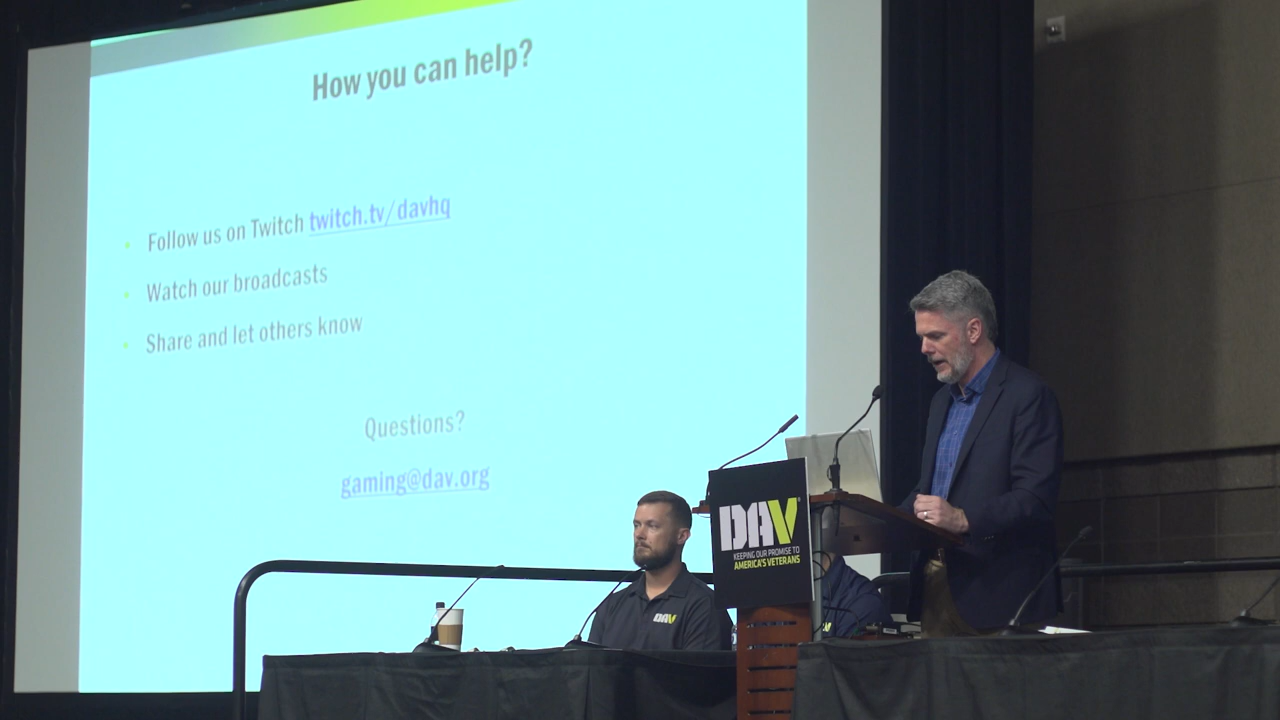 How you can help?
Follow us on Twitch twitch.tv/davhq
Watch our broadcasts
Share and let others know
Questions?
gaming@dav.org
DAV
KEEPING OUR PROMISE TO
AMERICA'S VETERANS
DAV